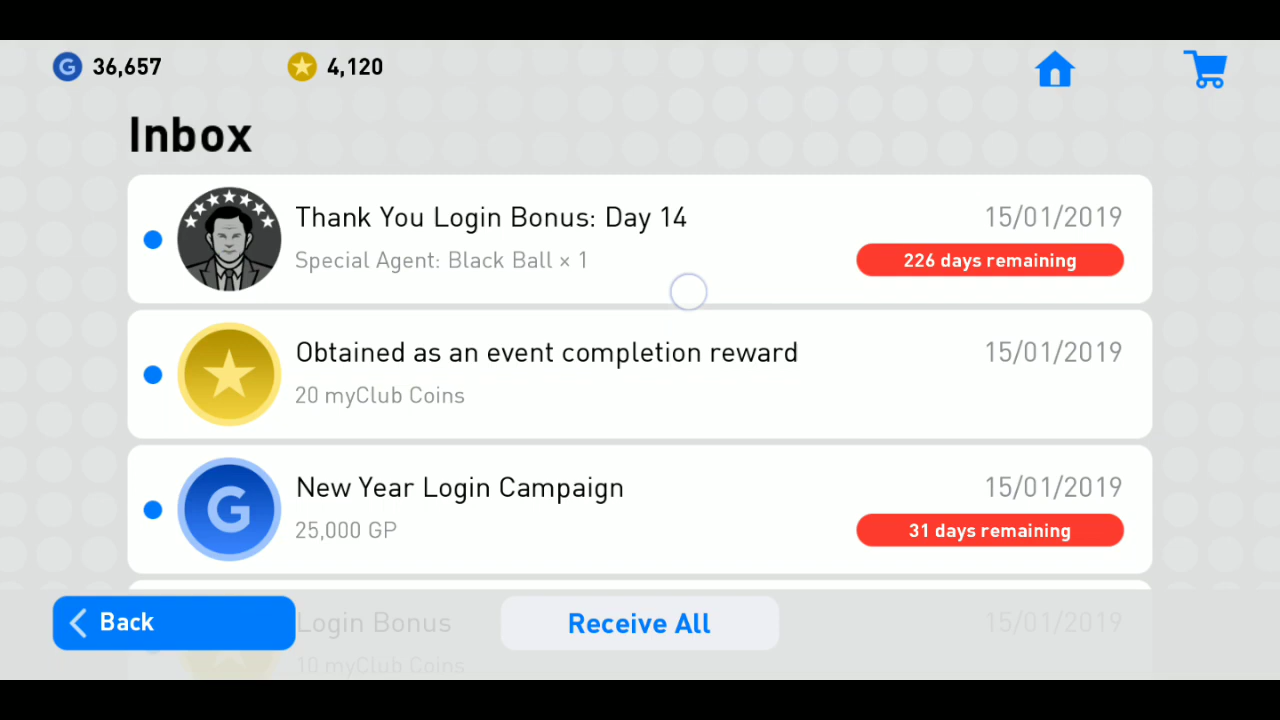 G 36,657
4,120
Inbox
Thank You Login Bonus: Day 14
15/01/2019
Special Agent: Black Ball × 1
226 days remaining
Obtained as an event completion reward
15/01/2019
20 myClub Coins
New Year Login Campaign
15/01/2019
G
25,000 GP
31 days remaining
Back
Login Bonus
Receive All
15/01/2019
10 myClub Coins